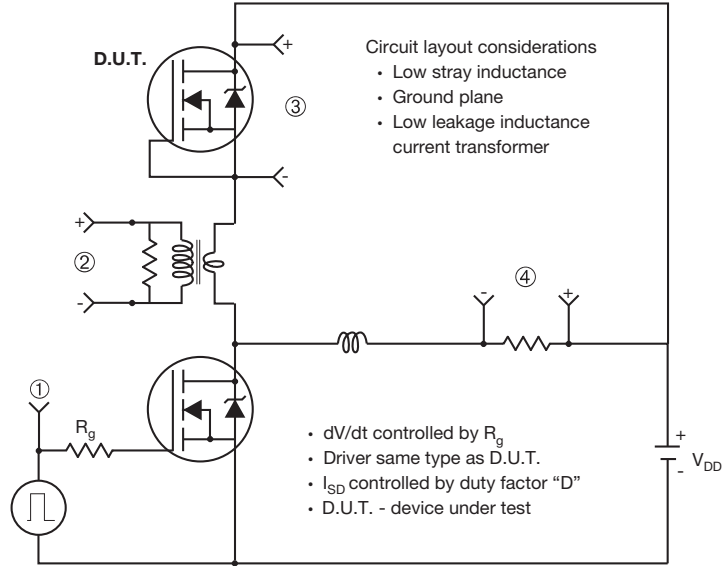 D.U.T.
+
-
③
Circuit layout considerations
• Low stray inductance
• Ground plane
• Low leakage inductance
current transformer
+
②
-
④
-
+
①
Rg
• dV/dt controlled by Rg
• Driver same type as D.U.T.
• ISD controlled by duty factor “D”
• D.U.T. - device under test
+
-
VDD